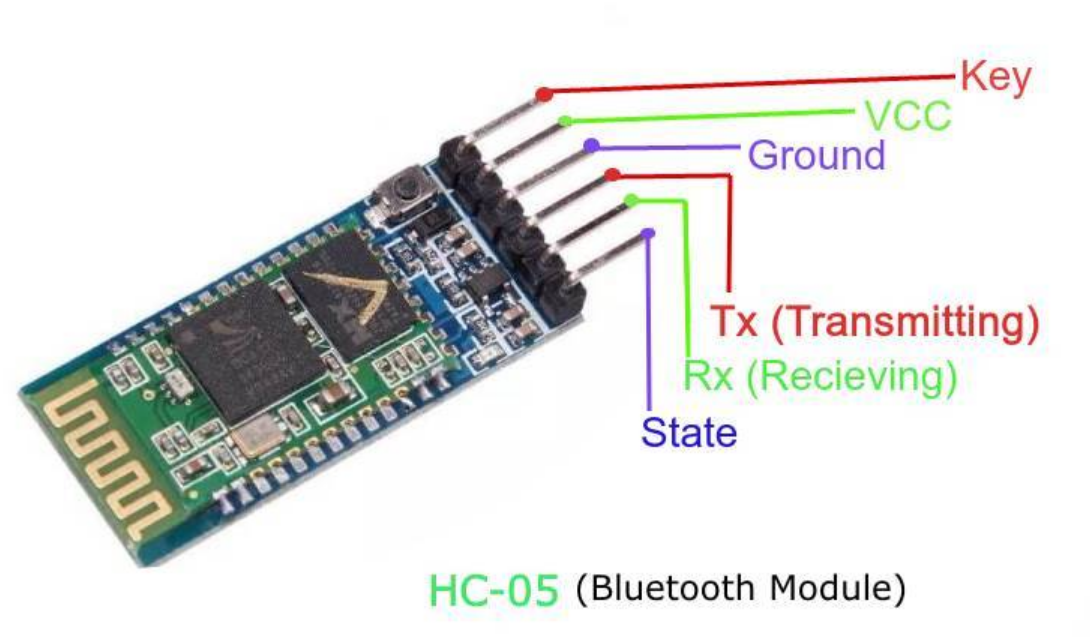 Key
VCC
Ground
Tx (Transmitting)
Rx (Recieving)
State
HC-05 (Bluetooth Module)